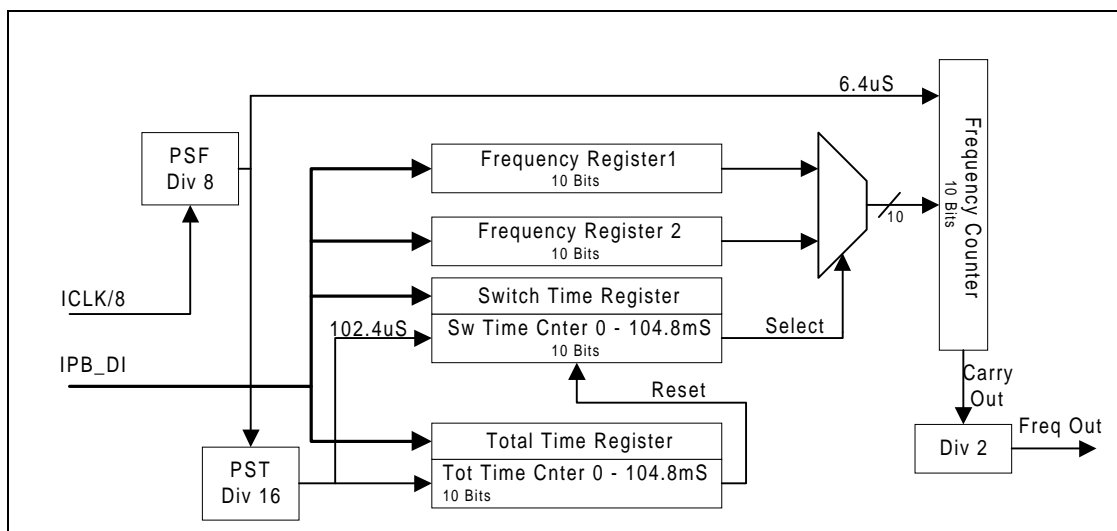 6.4uS
PSF
Div 8
Frequency Register1
10 Bits
Frequency Counter
10 Bits
10
Frequency Register 2
10 Bits
ICLK/8
Switch Time Register
102.4uS
Sw Time Cnter 0 - 104.8mS
10 Bits
Select
IPB_DI
Reset
Carry
Out
Total Time Register
Freq Out
Div 2
PST
Div 16
Tot Time Cnter 0 - 104.8mS
10 Bits